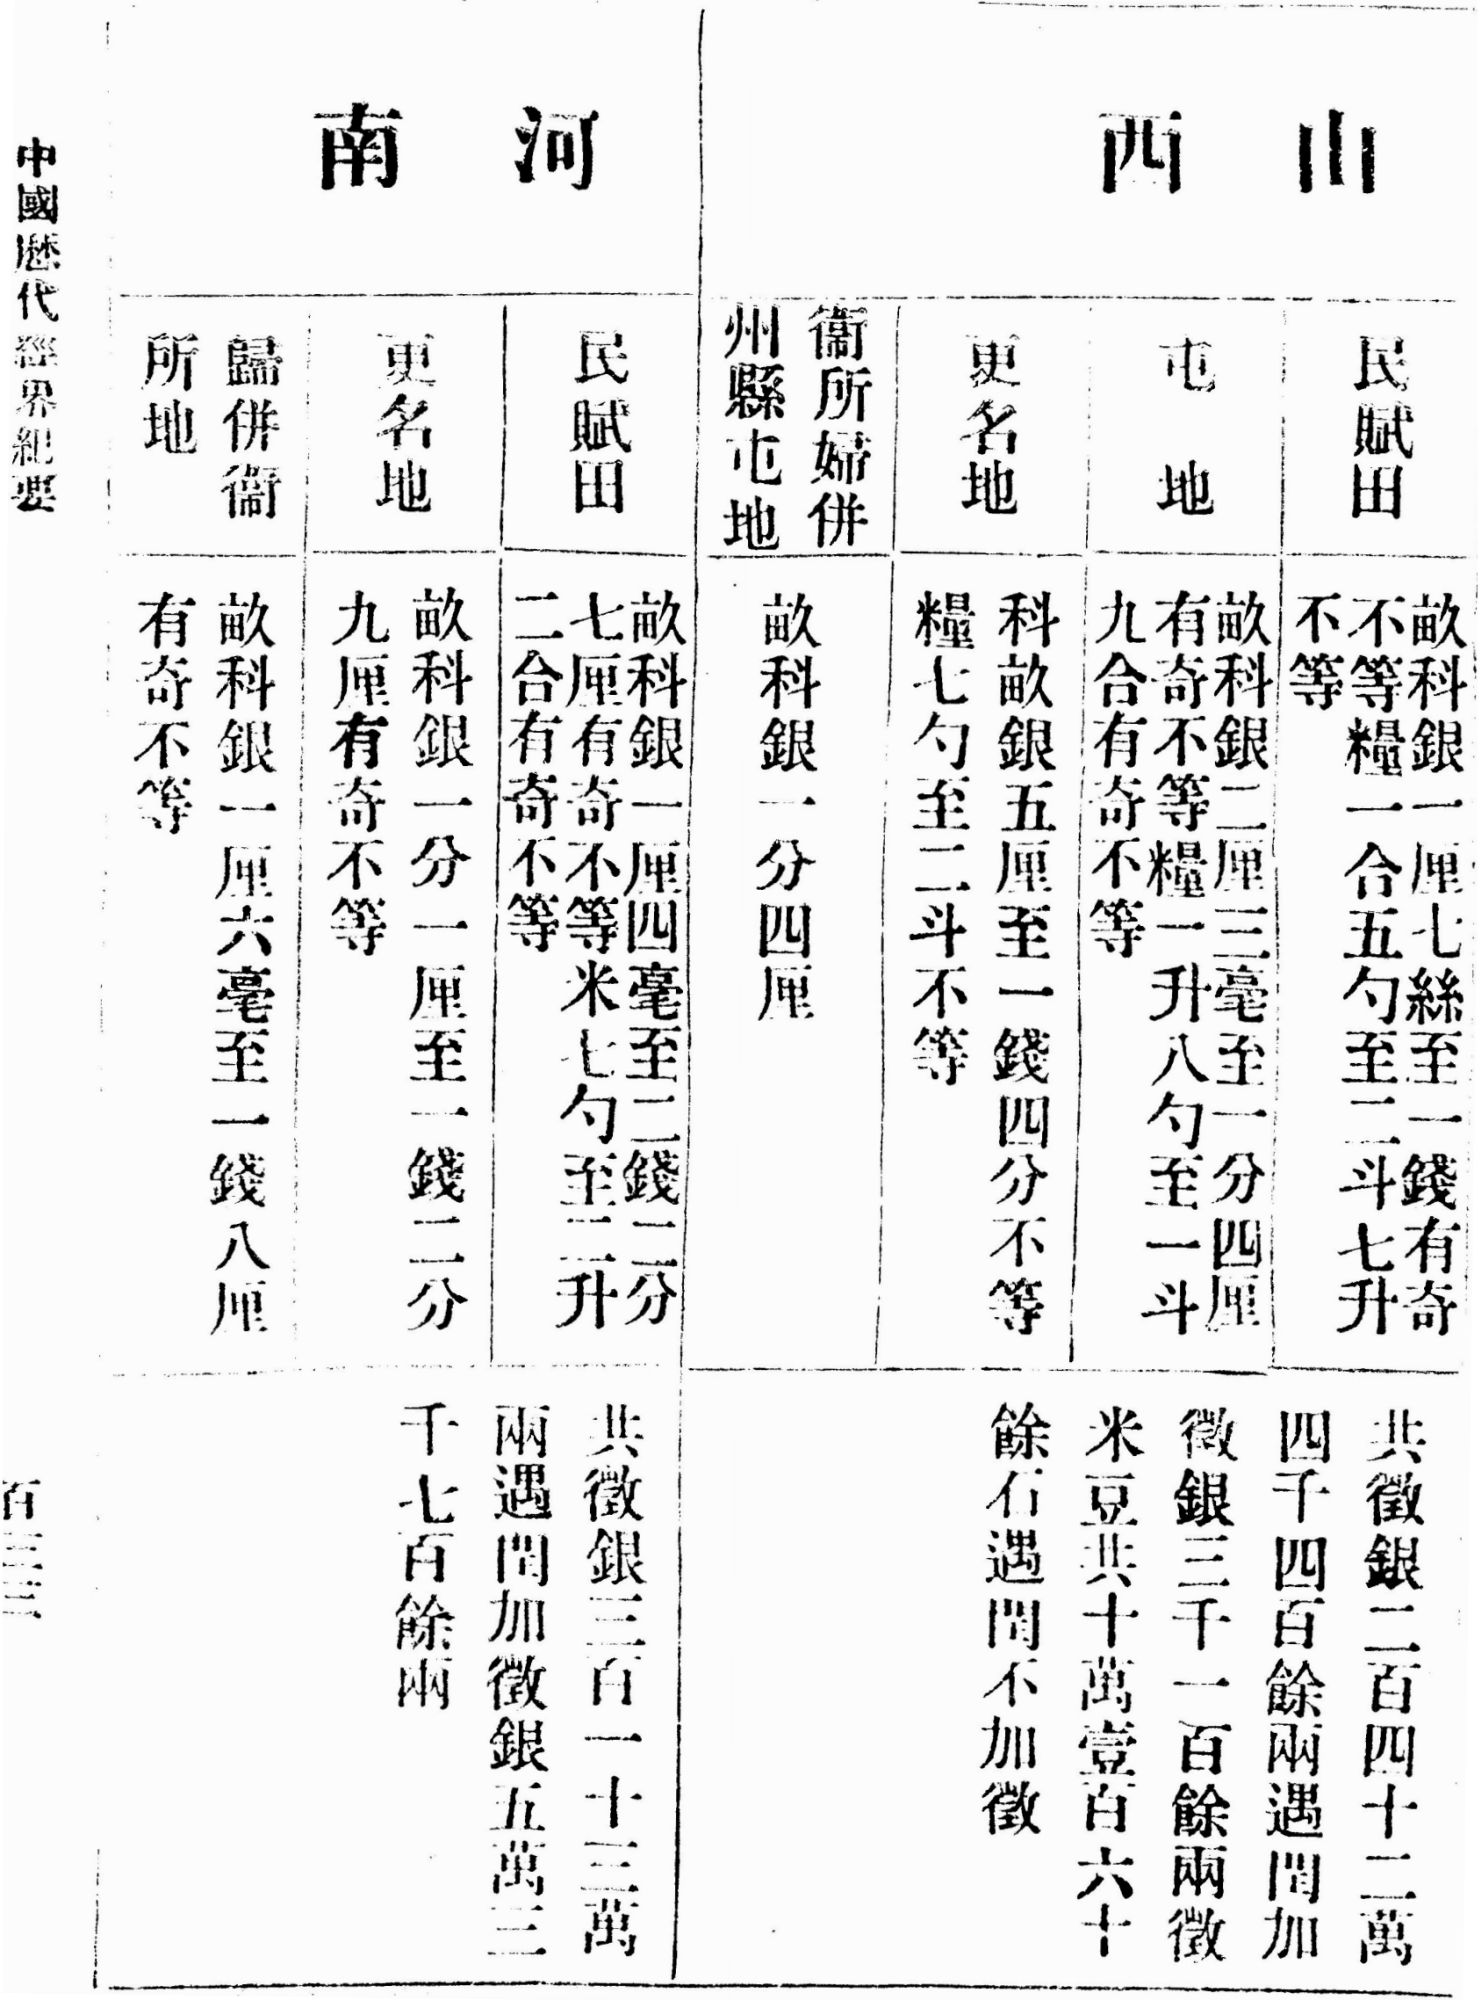 山西
民賦田
畝科銀一厘七絲至一錢有奇
不等糧一合五勺至二斗七升
不等
屯地
畝科銀二厘三毫至一分四厘
有奇不等糧一升八勺至一斗
九合有奇不等
更名地
科畝銀五厘至一錢四分不等
糧七勺至二斗不等
衞所婦併
州縣屯地
畝科銀一分四厘
共徵銀二百四十二萬
四千四百餘兩遇閏加
徵銀三千一百餘兩徵
米豆共十萬壹百六十
餘石遇閏不加徵
河南
民賦田
畝科銀一厘四毫至二錢二分
七厘有奇不等米七勺至二升
二合有奇不等
更名地
畝科銀一分一厘至一錢二分
九厘有奇不等
歸併衞
所地
畝科銀一厘六毫至一錢八厘
有奇不等
共徵銀三百一十三萬
兩遇閏加徵銀五萬三
千七百餘兩
中國歷代經界紀要
百三三